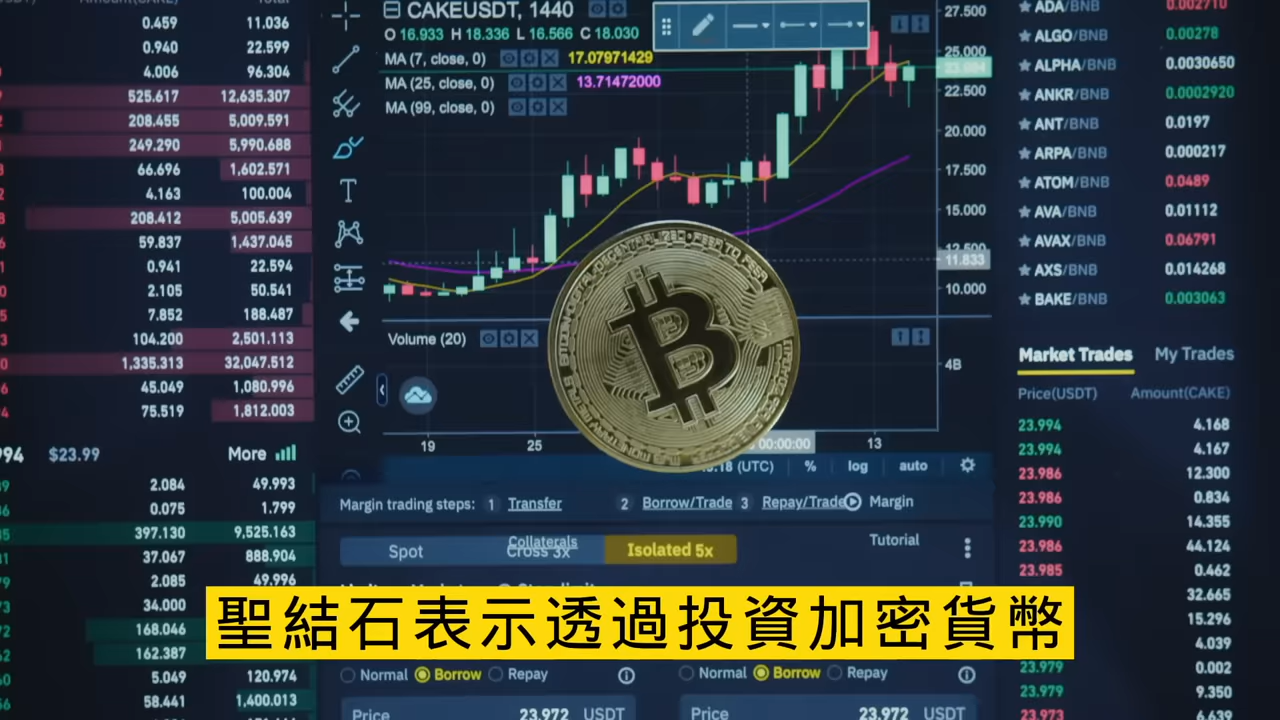 Total
0.459 11.036
0.940 22.599
4.006 96.304
525.617 12,635.307
208.455 5,009.591
249.290 5,990.688
66.696 1,602.571
4.163 100.004
208.412 5,005.639
59.837 1,437.045
0.941 22.594
2.105 50.541
7.852 188.487
104.200 2,501.113
1,335.313 32,047.512
45.049 1,080.996
75.519 1,812.003
994 $23.99 More
2.084 49.993
0.075 1.799
397.130 9,525.163
37.067 888.904
2.085 49.996
34.000
168.046
162.387
5.049 120.974
58.441 1,400.013
CAKEUSDT, 1440
O 16.933 H 18.336 L 16.566 C 18.030
MA (7, close, 0) 17.07971429
MA (25, close, 0) 13.71472000
MA (99, close, 0)
27.500
25.000
22.500
20.000
17.500
15.000
12.500
11.833
10.000
Volume (20)
4B
19 25 00:00:00 13
(UTC) % log auto
Margin trading steps: 1 Transfer 2 Borrow/Trade 3 Repay/Trade Margin
Collaterals Tutorial
Spot Cross 3x Isolated 5x
聖結石表示透過投資加密貨幣
Normal Borrow Repay Normal Borrow Repay
Price 23.972 USDT Price 23.972 USDT
ADA/BNB 0.002710
ALGO/BNB 0.00278
ALPHA/BNB 0.0030650
ANKR/BNB 0.0002920
ANT/BNB 0.0197
ARPA/BNB 0.000217
ATOM/BNB 0.0489
AVA/BNB 0.01112
AVAX/BNB 0.06791
AXS/BNB 0.014268
BAKE/BNB 0.003063
Market Trades My Trades
Price(USDT) Amount(CAKE)
23.994 4.168
23.994 4.167
23.986 12.300
23.986 0.834
23.990 14.355
23.986 44.124
23.985 0.462
32.665
15.296
4.039
23.979 0.002
23.979 9.350
23.973 4.639